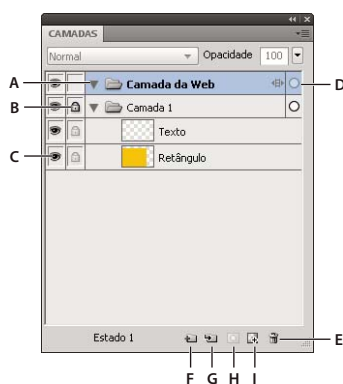 CAMADAS
Normal Opacidade 100
A Camada da Web D
B Camada 1
Texto
C Retângulo
Estado 1 E
F G H I